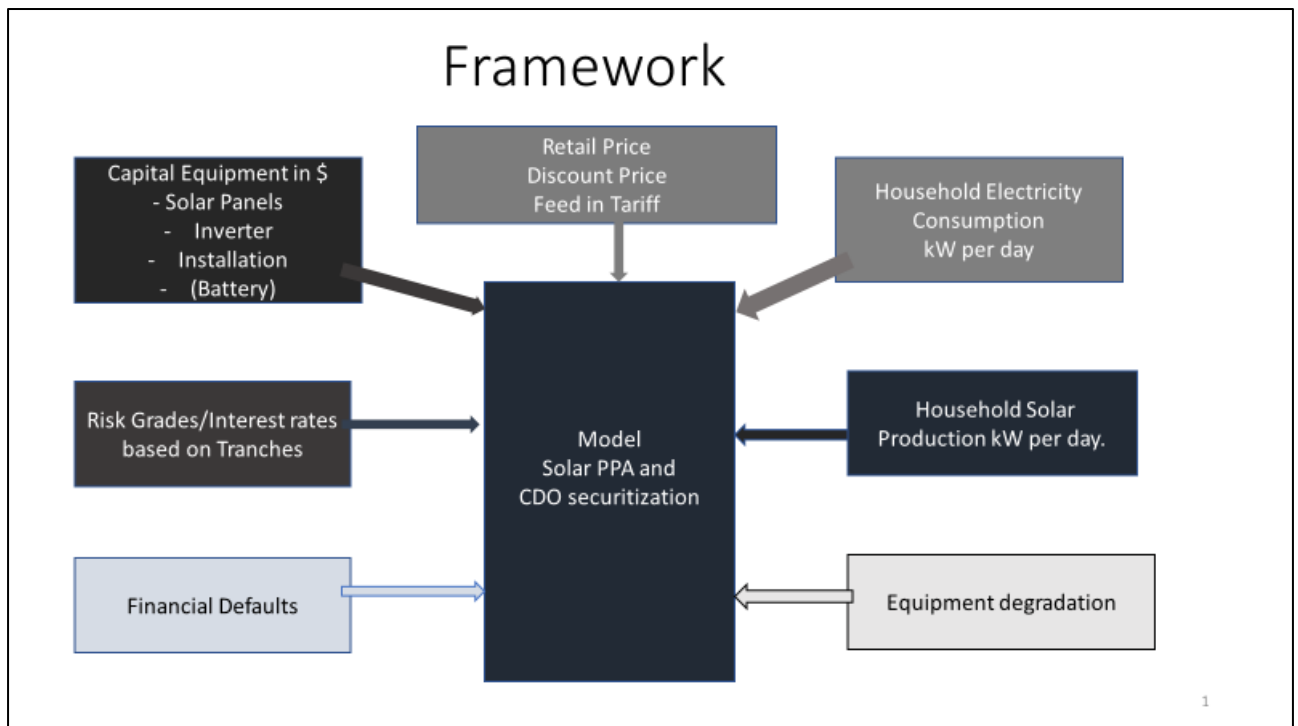 Framework
Capital Equipment in $
- Solar Panels
- Inverter
- Installation
- (Battery)
Retail Price
Discount Price
Feed in Tariff
Household Electricity
Consumption
kW per day
Risk Grades/Interest rates
based on Tranches
Model
Solar PPA and
CDO securitization
Household Solar
Production kW per day.
Financial Defaults
Equipment degradation
1